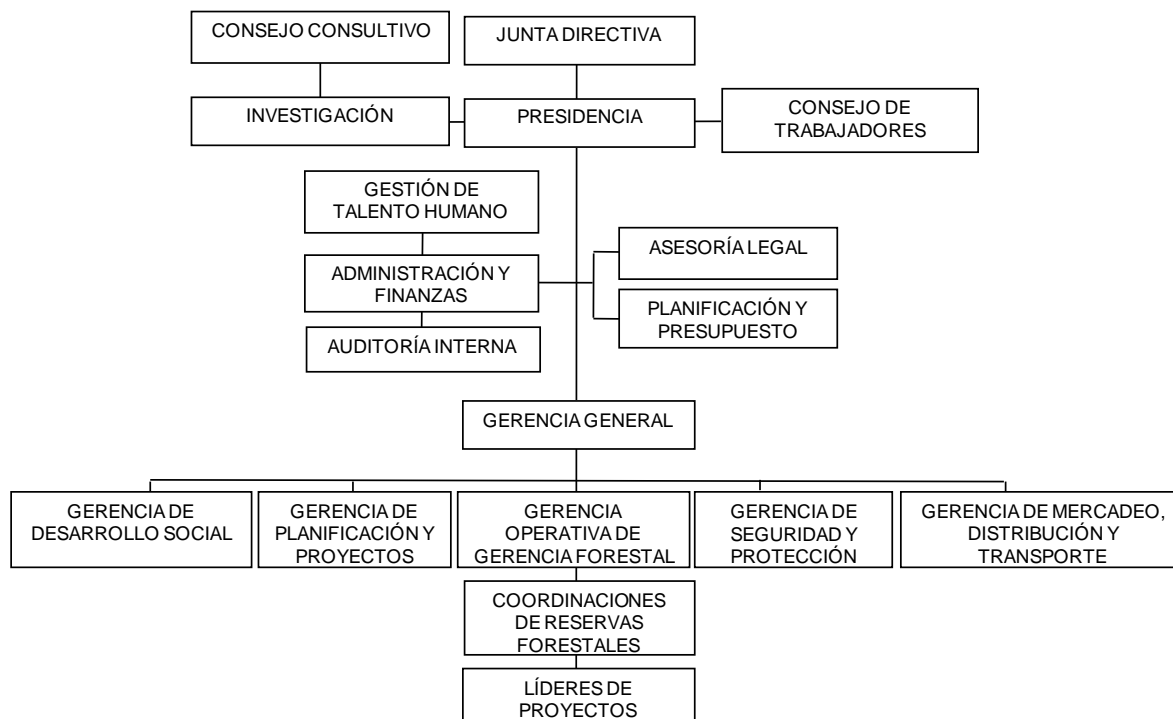 CONSEJO CONSULTIVO
JUNTA DIRECTIVA
INVESTIGACIÓN
PRESIDENCIA
CONSEJO DE
TRABAJADORES
GESTIÓN DE
TALENTO HUMANO
ASESORÍA LEGAL
ADMINISTRACIÓN Y
FINANZAS
PLANIFICACIÓN Y
PRESUPUESTO
AUDITORÍA INTERNA
GERENCIA GENERAL
GERENCIA DE
DESARROLLO SOCIAL
GERENCIA DE
PLANIFICACIÓN Y
PROYECTOS
GERENCIA
OPERATIVA DE
GERENCIA FORESTAL
GERENCIA DE
SEGURIDAD Y
PROTECCIÓN
GERENCIA DE MERCADEO,
DISTRIBUCIÓN Y
TRANSPORTE
COORDINACIONES
DE RESERVAS
FORESTALES
LÍDERES DE
PROYECTOS